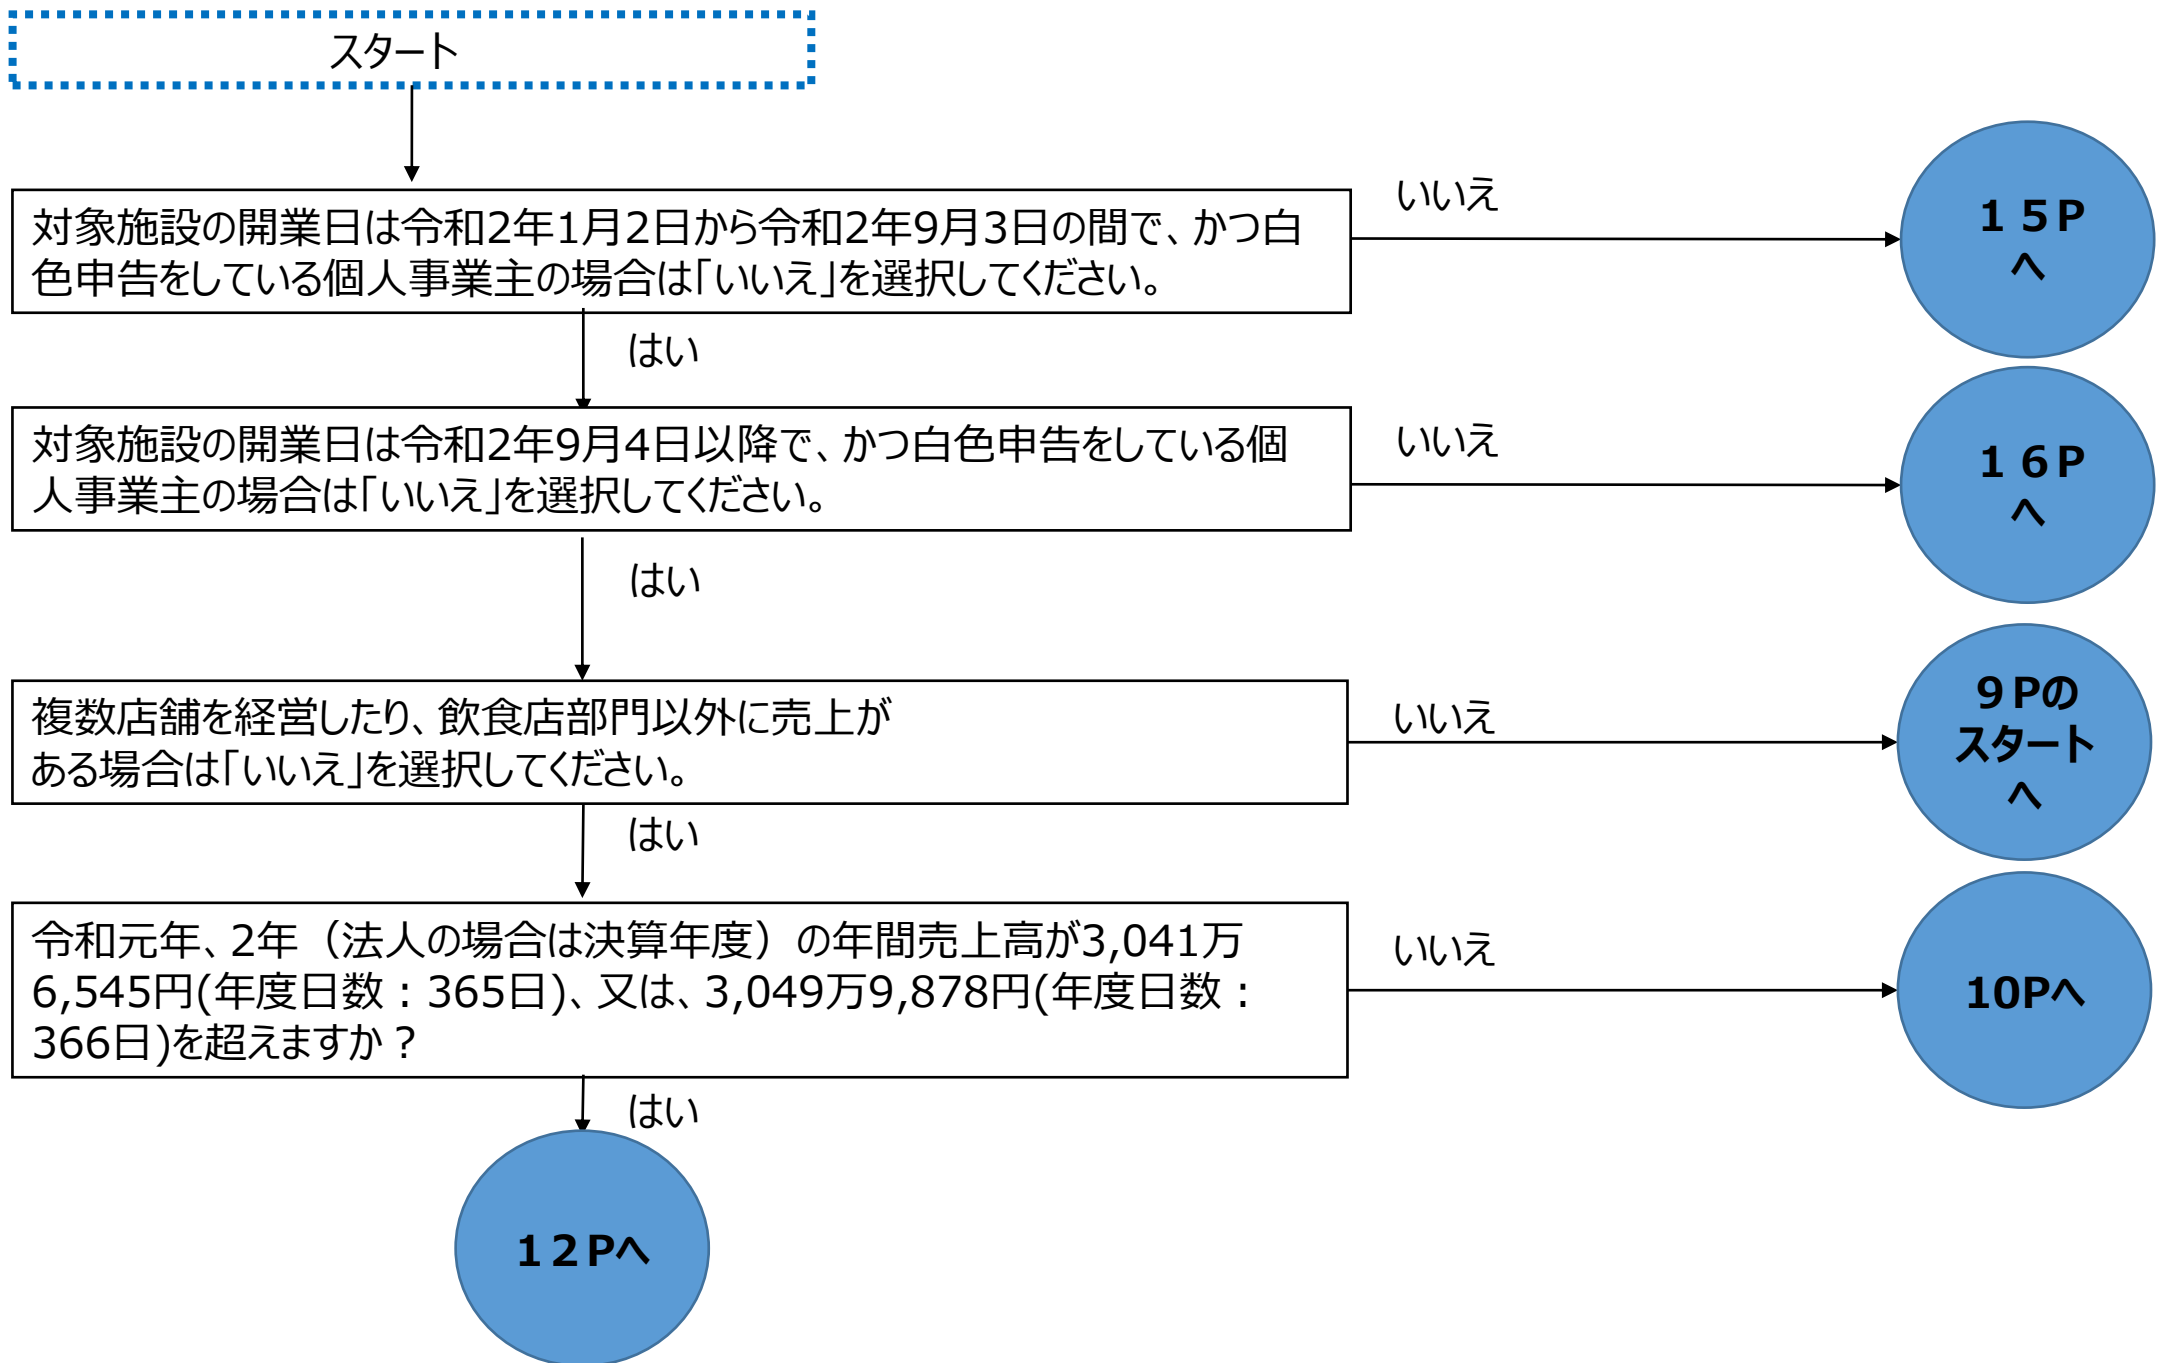 スタート
対象施設の開業日は令和2年1月2日から令和2年9月3日の間で、かつ白
色申告をしている個人事業主の場合は「いいえ」を選択してください。
いいえ
15P
へ
はい
対象施設の開業日は令和2年9月4日以降で、かつ白色申告をしている個
人事業主の場合は「いいえ」を選択してください。
いいえ
16P
へ
はい
複数店舗を経営したり、飲食店部門以外に売上が
ある場合は「いいえ」を選択してください。
いいえ
9Pの
スタート
へ
はい
令和元年、2年（法人の場合は決算年度）の年間売上高が3,041万
6,545円(年度日数：365日)、又は、3,049万9,878円(年度日数：
366日)を超えますか？
いいえ
10Pへ
はい
12Pへ